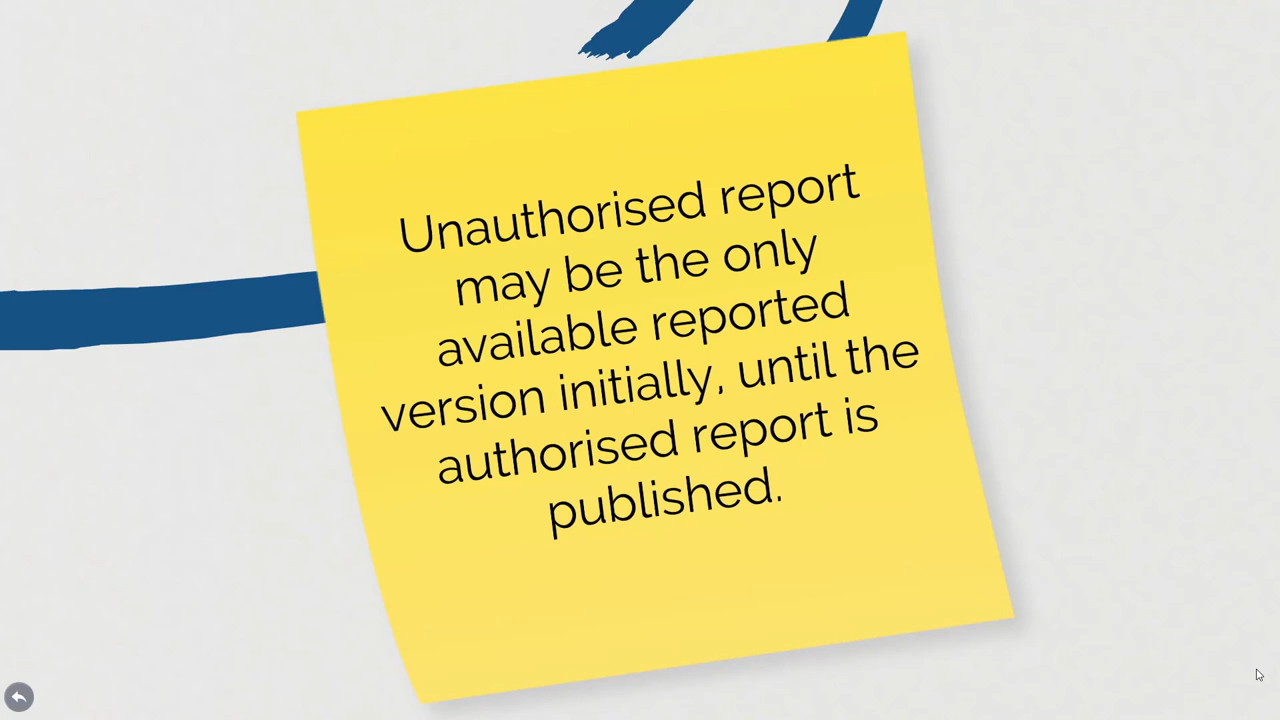 Unauthorised report
may be the only
available reported
version initially, until the
authorised report is
published.